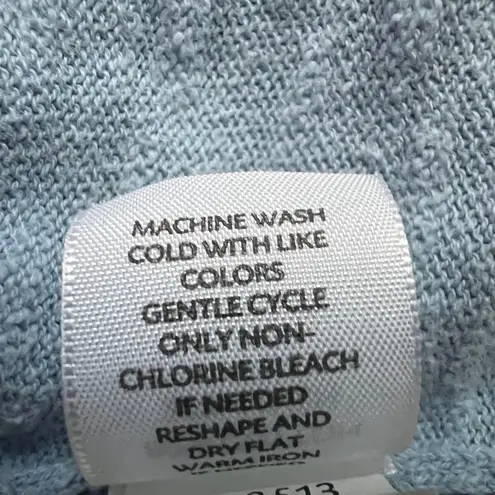 MACHINE WASH
COLD WITH LIKE
COLORS
GENTLE CYCLE
ONLY NON-
CHLORINE BLEACH
IF NEEDED
RESHAPE AND
DRY FLAT
WARM IRON